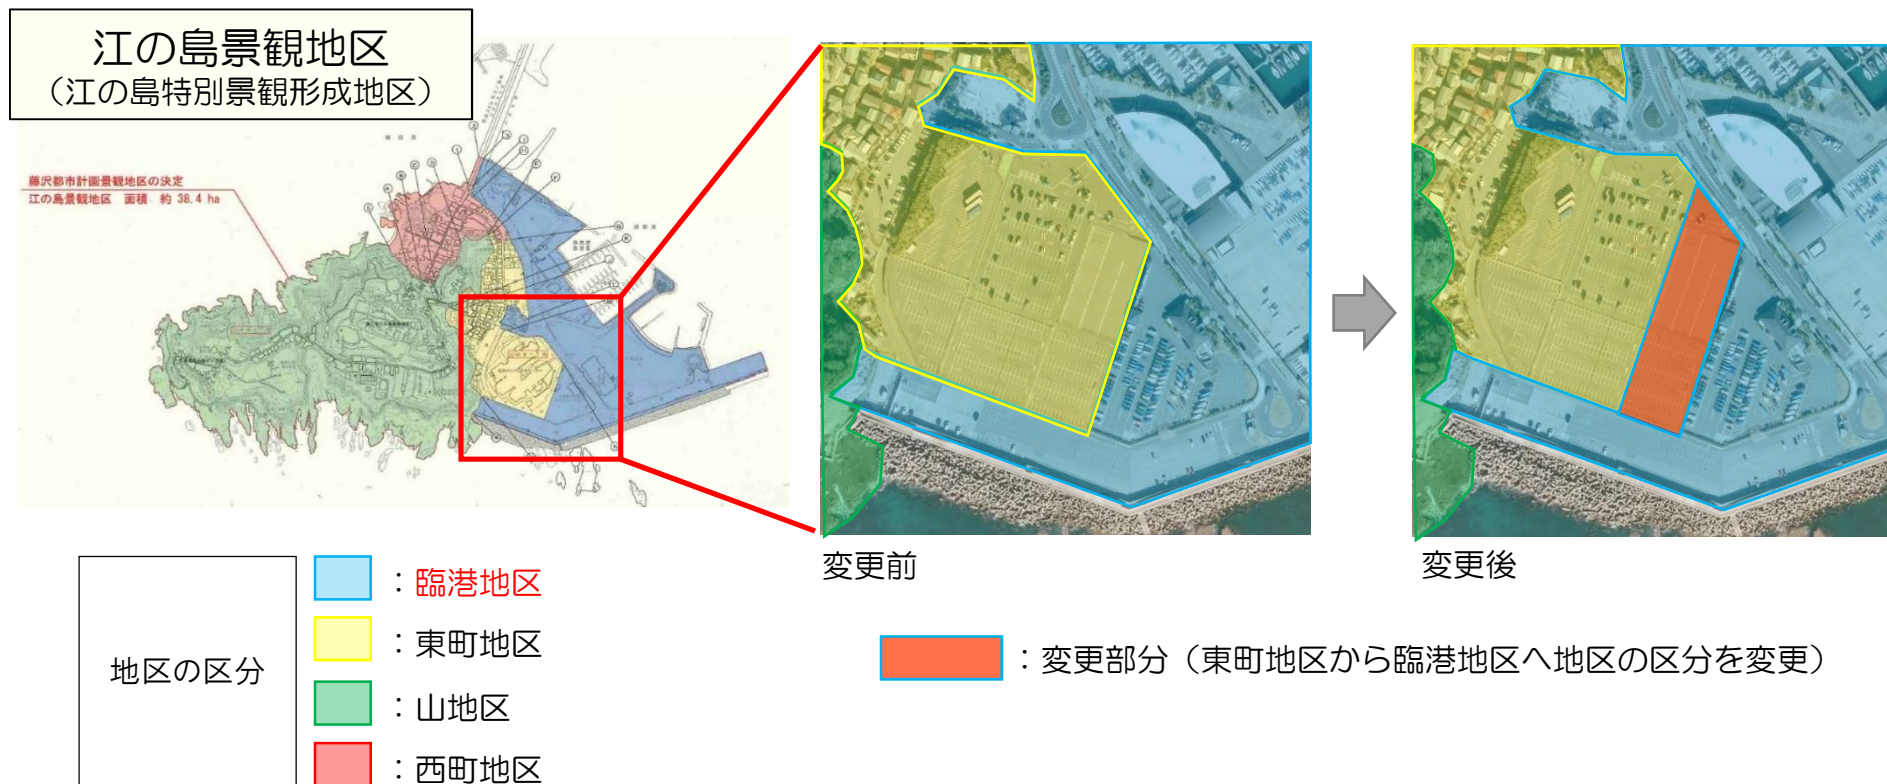 江の島景観地区
（江の島特別景観形成地区）
藤沢都市計画景観地区の決定
江の島景観地区 面積 約 38.4 ha
変更前
変更後
地区の区分
：臨港地区
：東町地区
：山地区
：西町地区
：変更部分（東町地区から臨港地区へ地区の区分を変更）